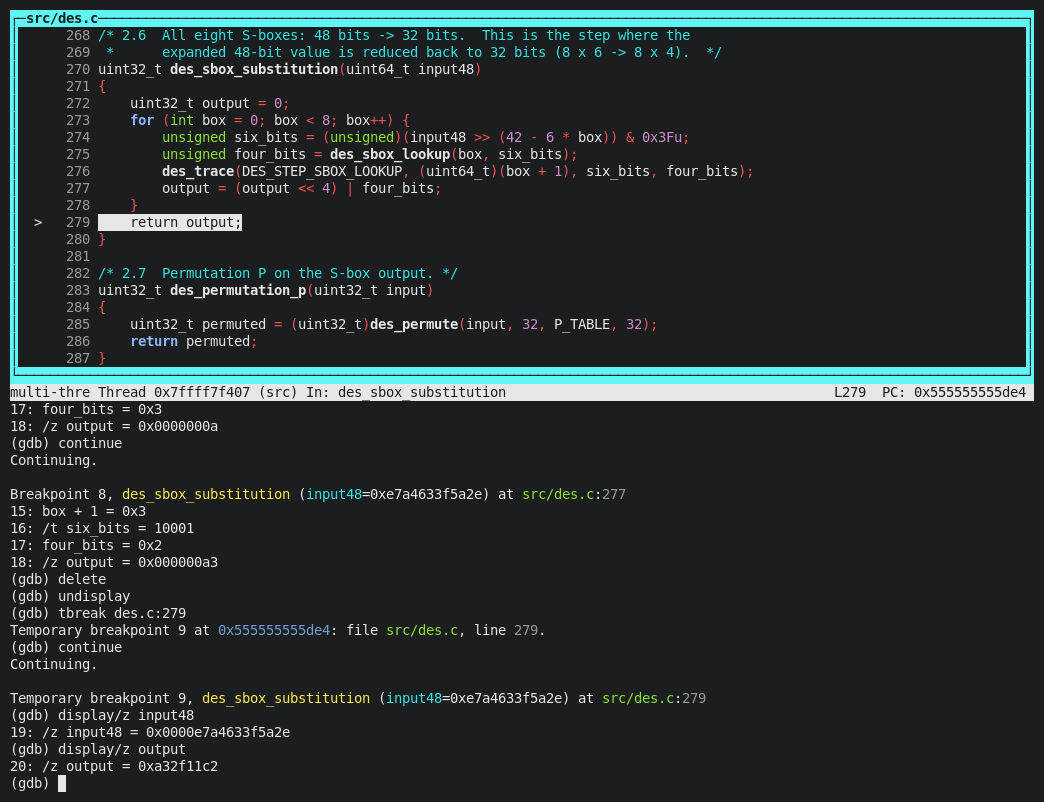 src/des.c
268 /* 2.6  All eight S-boxes: 48 bits -> 32 bits.  This is the step where the
269  *      expanded 48-bit value is reduced back to 32 bits (8 x 6 -> 8 x 4).  */
270 uint32_t des_sbox_substitution(uint64_t input48)
271 {
272     uint32_t output = 0;
273     for (int box = 0; box < 8; box++) {
274         unsigned six_bits = (unsigned)(input48 >> (42 - 6 * box)) & 0x3Fu;
275         unsigned four_bits = des_sbox_lookup(box, six_bits);
276         des_trace(DES_STEP_SBOX_LOOKUP, (uint64_t)(box + 1), six_bits, four_bits);
277         output = (output << 4) | four_bits;
278     }
> 279     return output;
280 }
281
282 /* 2.7  Permutation P on the S-box output. */
283 uint32_t des_permutation_p(uint32_t input)
284 {
285     uint32_t permuted = (uint32_t)des_permute(input, 32, P_TABLE, 32);
286     return permuted;
287 }
multi-thre Thread 0x7ffff7f407 (src) In: des_sbox_substitution L279 PC: 0x555555555de4
17: four_bits = 0x3
18: /z output = 0x0000000a
(gdb) continue
Continuing.

Breakpoint 8, des_sbox_substitution (input48=0xe7a4633f5a2e) at src/des.c:277
15: box + 1 = 0x3
16: /t six_bits = 10001
17: four_bits = 0x2
18: /z output = 0x000000a3
(gdb) delete
(gdb) undisplay
(gdb) tbreak des.c:279
Temporary breakpoint 9 at 0x555555555de4: file src/des.c, line 279.
(gdb) continue
Continuing.

Temporary breakpoint 9, des_sbox_substitution (input48=0xe7a4633f5a2e) at src/des.c:279
(gdb) display/z input48
19: /z input48 = 0x0000e7a4633f5a2e
(gdb) display/z output
20: /z output = 0xa32f11c2
(gdb)